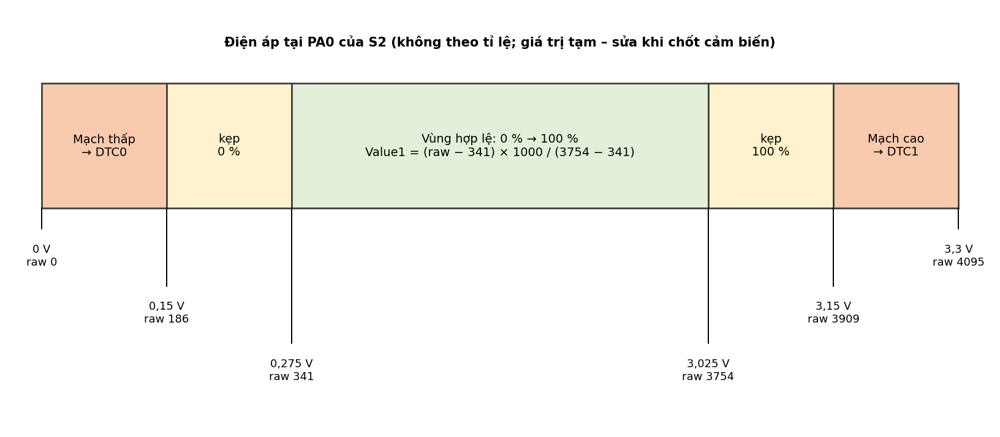 Điện áp tại PA0 của S2 (không theo tỉ lệ; giá trị tạm – sửa khi chốt cảm biến)
Mạch thấp
→ DTC0
kẹp
0 %
Vùng hợp lệ: 0 % → 100 %
Value1 = (raw − 341) × 1000 / (3754 − 341)
kẹp
100 %
Mạch cao
→ DTC1
0 V
raw 0
0,15 V
raw 186
0,275 V
raw 341
3,025 V
raw 3754
3,15 V
raw 3909
3,3 V
raw 4095